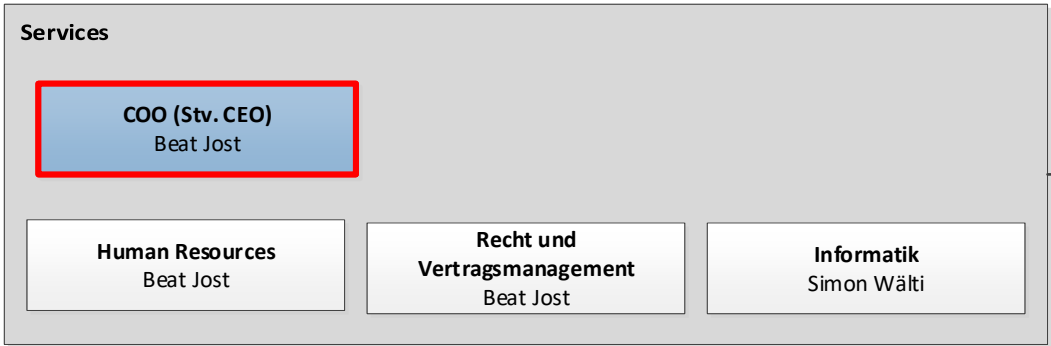 Services
COO (Stv. CEO)
Beat Jost
Human Resources
Beat Jost
Recht und
Vertragsmanagement
Beat Jost
Informatik
Simon Wälti